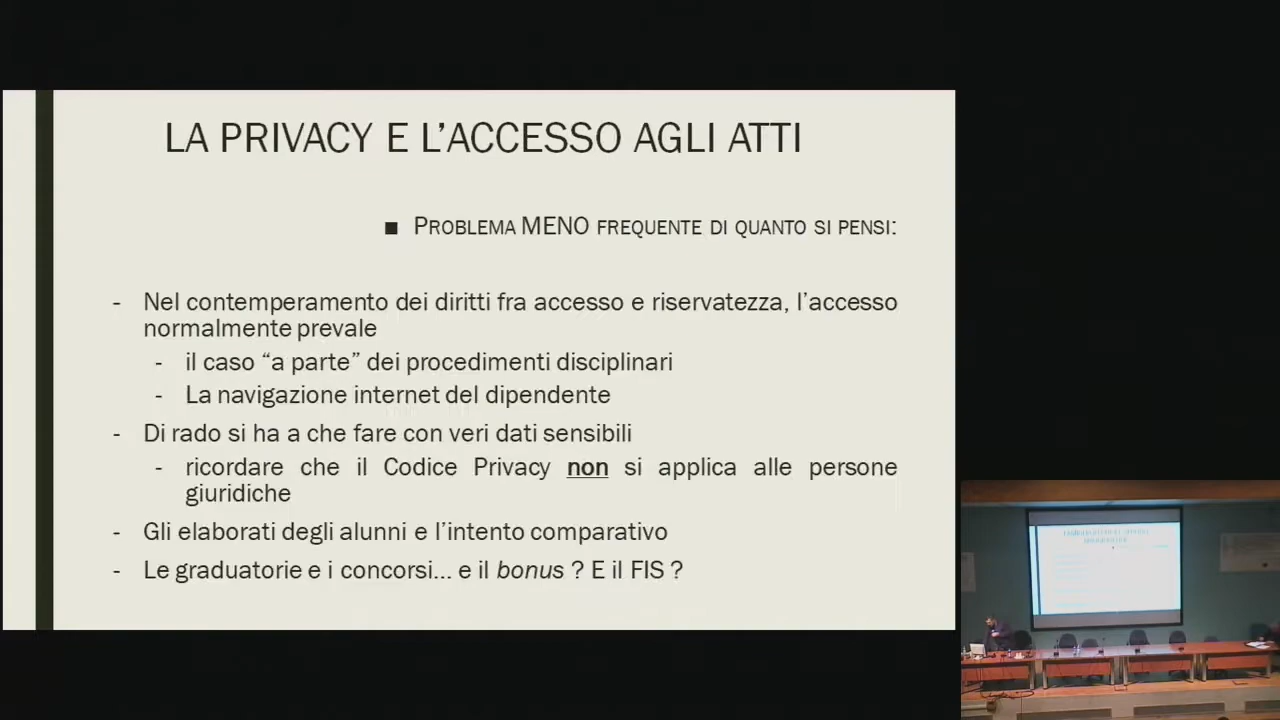 LA PRIVACY E L’ACCESSO AGLI ATTI
■ PROBLEMA MENO FREQUENTE DI QUANTO SI PENSI:
- Nel contemperamento dei diritti fra accesso e riservatezza, l’accesso
normalmente prevale
- il caso “a parte” dei procedimenti disciplinari
- La navigazione internet del dipendente
- Di rado si ha a che fare con veri dati sensibili
- ricordare che il Codice Privacy non si applica alle persone
giuridiche
- Gli elaborati degli alunni e l’intento comparativo
- Le graduatorie e i concorsi... e il bonus ? E il FIS ?